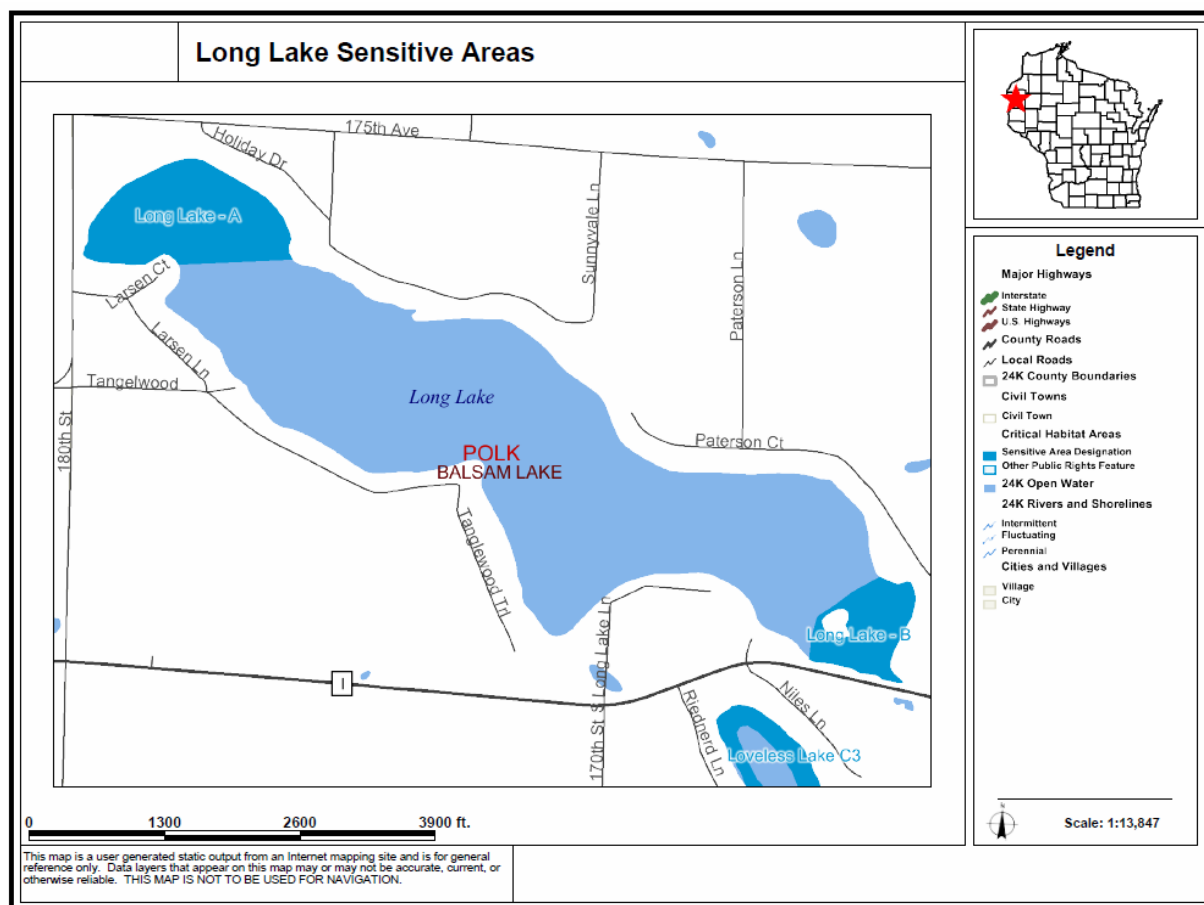 Long Lake Sensitive Areas
175th Ave
Holiday Dr
Long Lake - A
Sunnyvale Ln
Paterson Ln
Larsen Ct
Larsen Ln
Tangelwood
180th St
Long Lake
POLK
BALSAM LAKE
Paterson Ct
Tanglewood Trl
170th St S Long Lake Ln
Long Lake - B
I
Riednerd Ln
Niles Ln
Loveless Lake C3
0 1300 2600 3900 ft.
This map is a user generated static output from an Internet mapping site and is for general
reference only. Data layers that appear on this map may or may not be accurate, current, or
otherwise reliable. THIS MAP IS NOT TO BE USED FOR NAVIGATION.
Legend
Major Highways
Interstate
State Highway
U.S. Highways
County Roads
Local Roads
24K County Boundaries
Civil Towns
Civil Town
Critical Habitat Areas
Sensitive Area Designation
Other Public Rights Feature
24K Open Water
24K Rivers and Shorelines
Intermittent
Fluctuating
Perennial
Cities and Villages
Village
City
N
Scale: 1:13,847